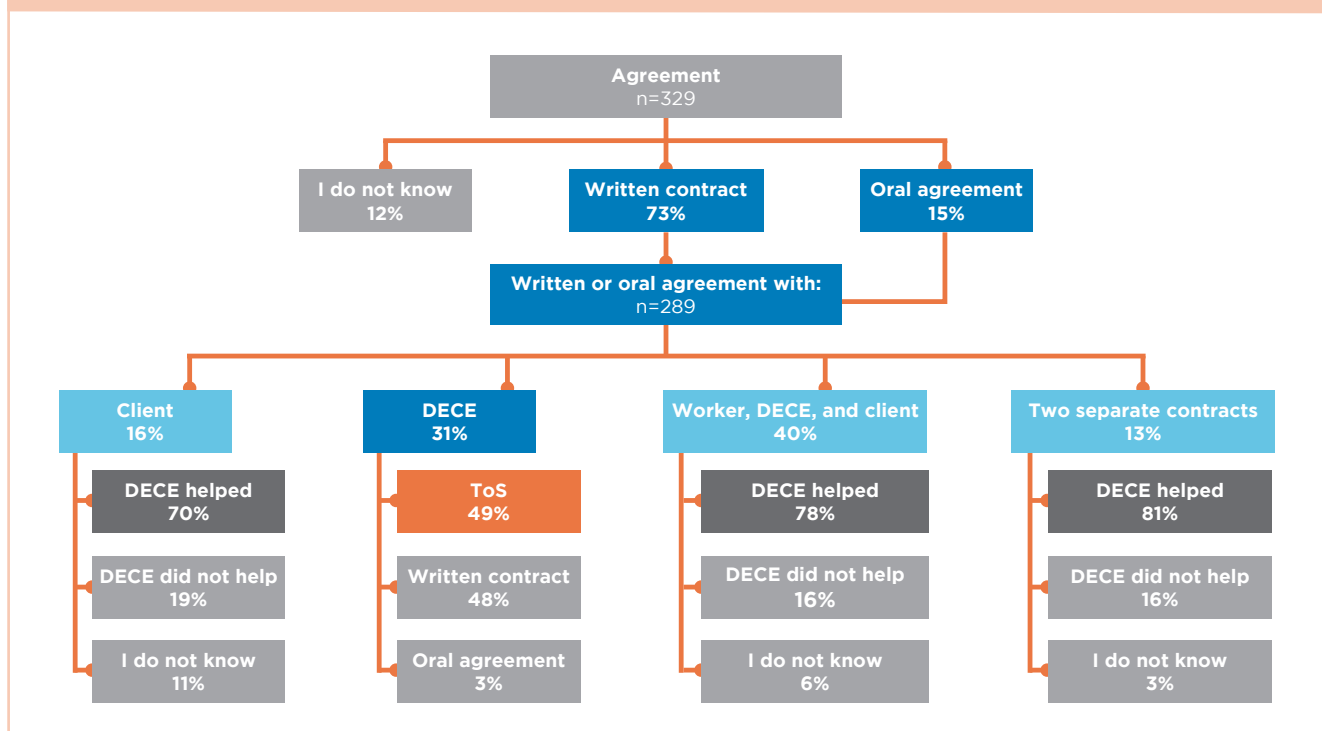 Agreement
n=329
I do not know
12%
Written contract
73%
Oral agreement
15%
Written or oral agreement with:
n=289
Client
16%
DECE
31%
Worker, DECE, and client
40%
Two separate contracts
13%
DECE helped
70%
ToS
49%
DECE helped
78%
DECE helped
81%
DECE did not help
19%
Written contract
48%
DECE did not help
16%
DECE did not help
16%
I do not know
11%
Oral agreement
3%
I do not know
6%
I do not know
3%